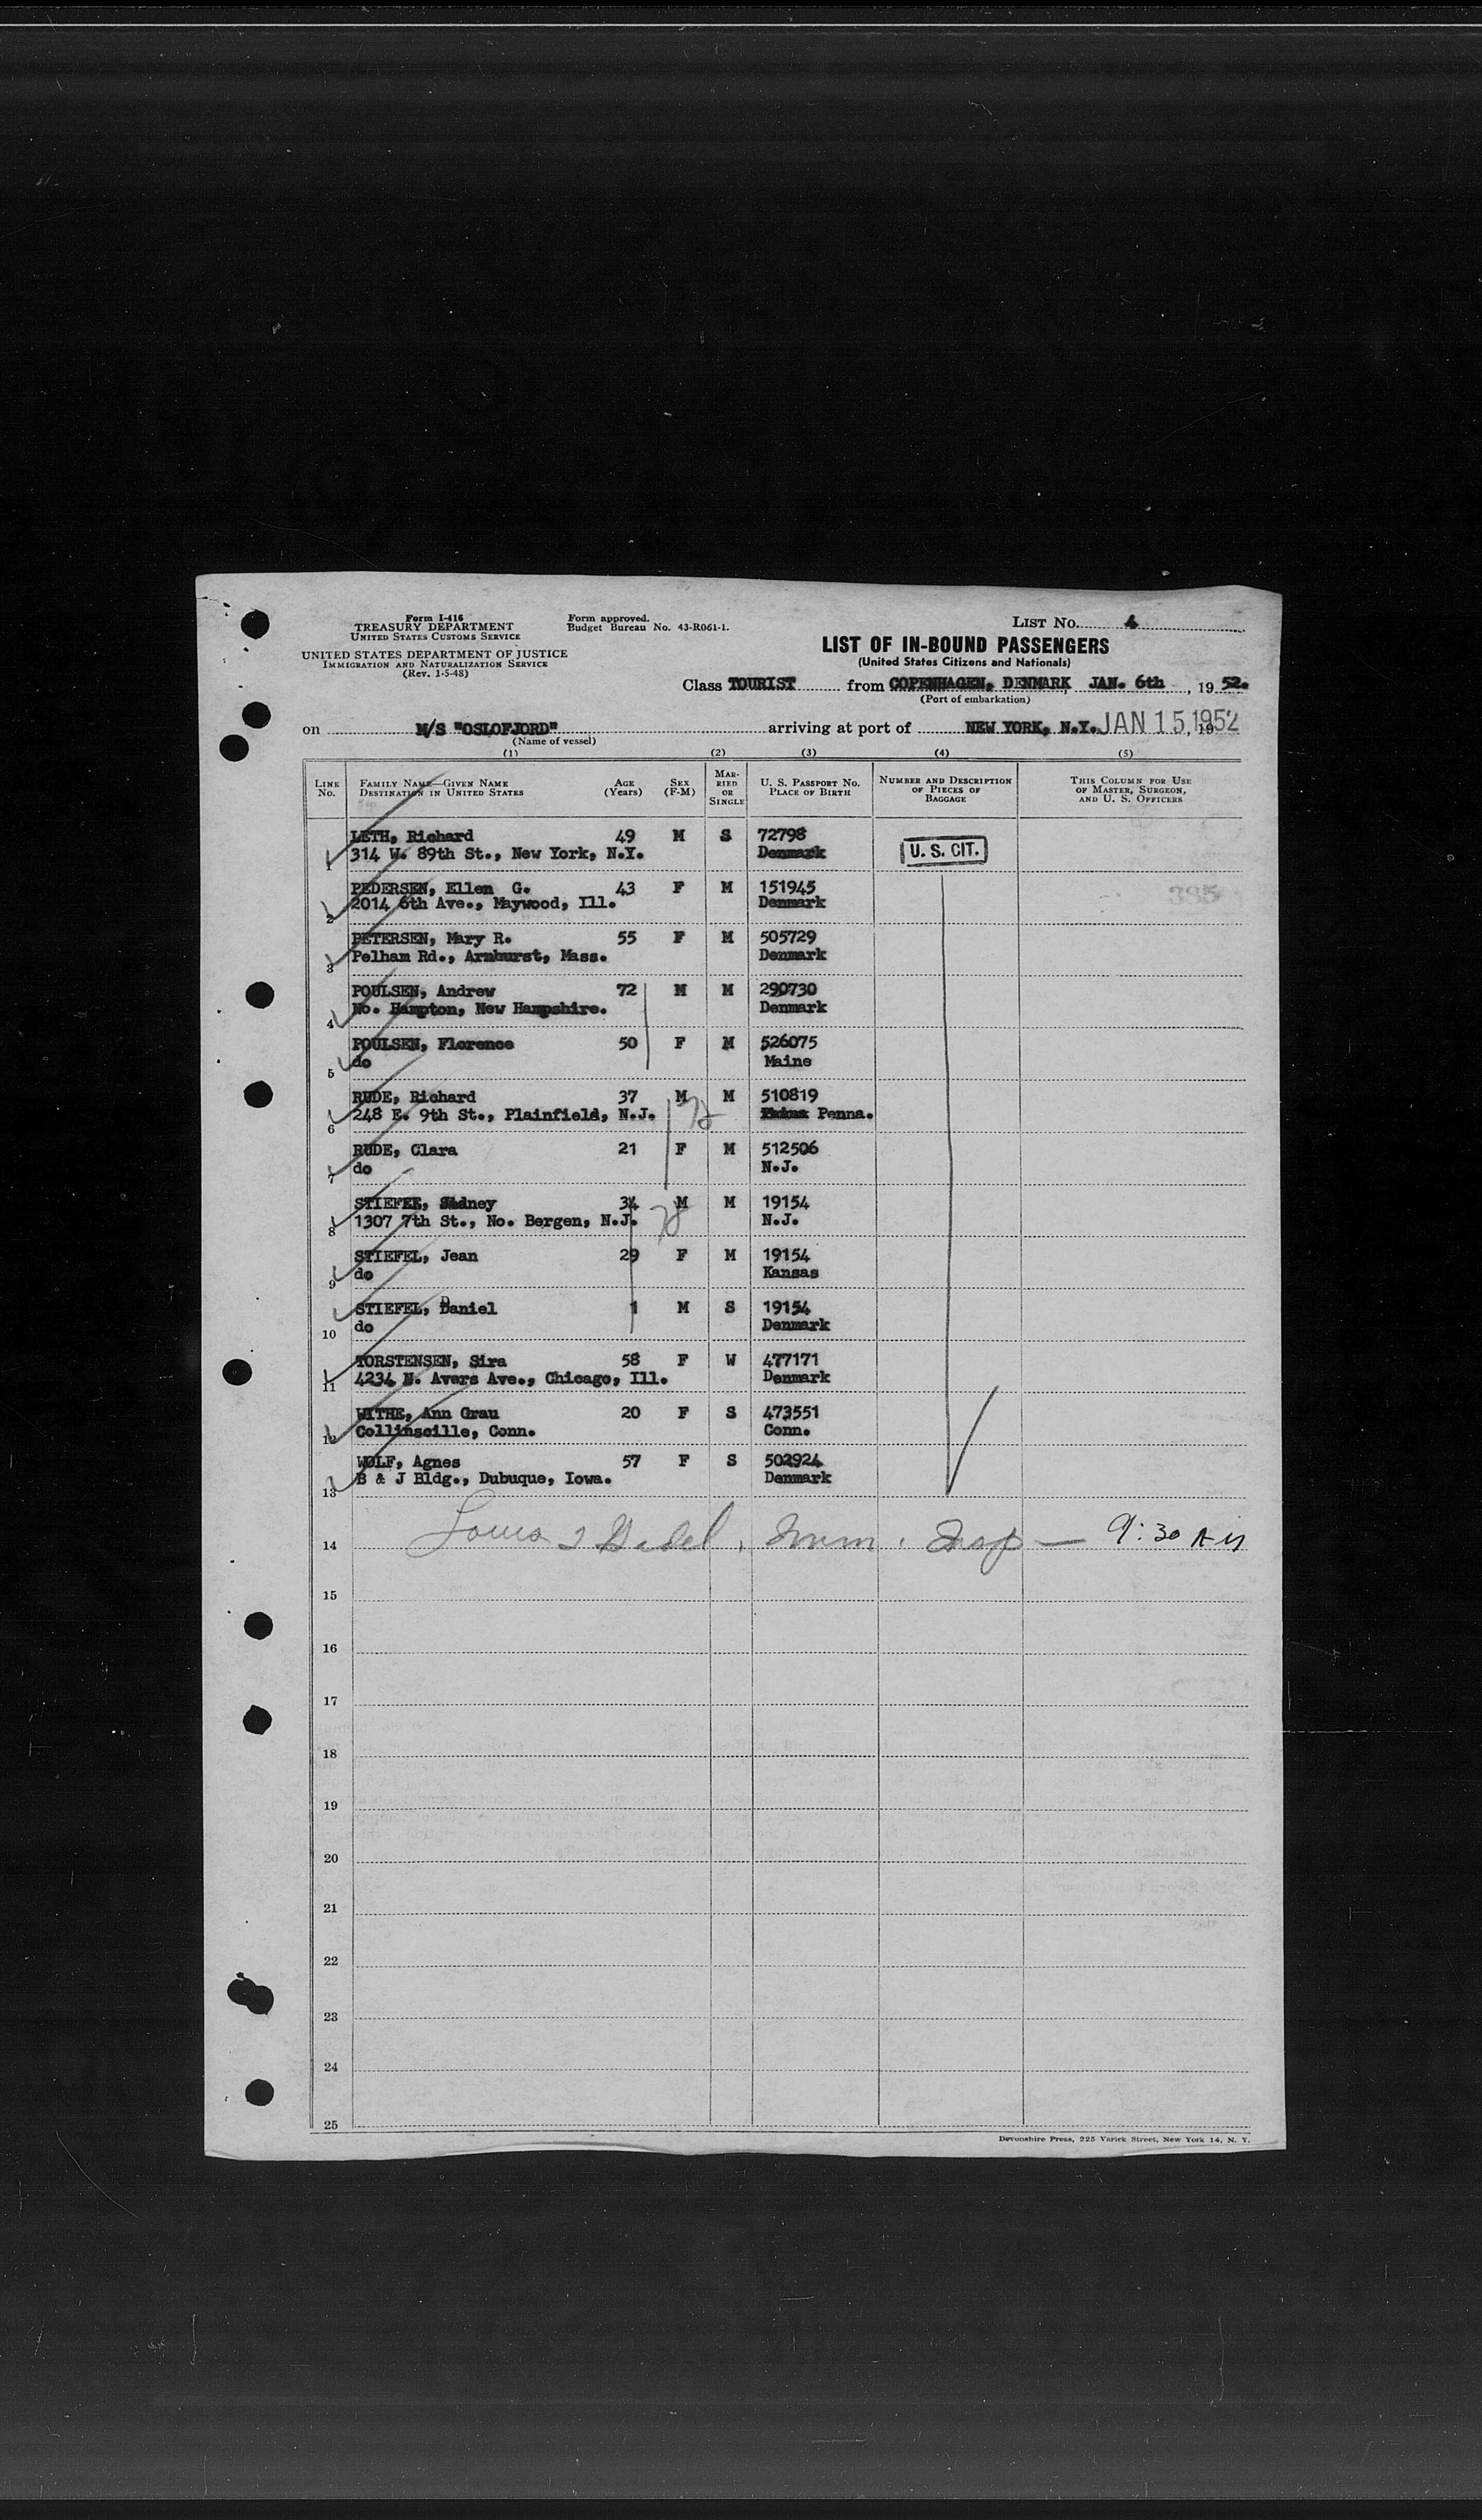 Form I-416
TREASURY DEPARTMENT
UNITED STATES CUSTOMS SERVICE
UNITED STATES DEPARTMENT OF JUSTICE
IMMIGRATION AND NATURALIZATION SERVICE
(Rev. 1-5-48)
Form approved.
Budget Bureau No. 43-R061-1.
LIST No. 4
LIST OF IN-BOUND PASSENGERS
(United States Citizens and Nationals)
Class TOURIST from COPENHAGEN, DENMARK JAN. 6th, 1952.
(Port of embarkation)
on M/S "OSLOFJORD" arriving at port of NEW YORK, N.Y. JAN 15, 1952
(Name of vessel)
(1) (2) (3) (4) (5)
LINE No. FAMILY NAME—GIVEN NAME DESTINATION IN UNITED STATES AGE (Years) SEX (F-M) MARRIED OR SINGLE U. S. PASSPORT No. PLACE OF BIRTH NUMBER AND DESCRIPTION OF PIECES OF BAGGAGE THIS COLUMN FOR USE OF MASTER, SURGEON, AND U. S. OFFICERS
1 LETH, Richard 49 M S 72798
314 W. 89th St., New York, N.Y. Denmark U. S. CIT.
2 PEDERSEN, Ellen G. 43 F M 151945
2014 6th Ave., Maywood, Ill. Denmark 385
3 PETERSEN, Mary R. 55 F M 505729
Pelham Rd., Armhurst, Mass. Denmark
4 POULSEN, Andrew 72 M M 290730
No. Hampton, New Hampshire. Denmark
5 POULSEN, Florence 50 F M 526075
do Maine
6 RUDE, Richard 37 M M 510819
248 E. 9th St., Plainfield, N.J. Penna.
7 RUDE, Clara 21 F M 512506
do N.J.
8 STIEFEL, Sidney 34 M M 19154
1307 7th St., No. Bergen, N.J. N.J.
9 STIEFEL, Jean 29 F M 19154
do Kansas
10 STIEFEL, Daniel 1 M S 19154
do Denmark
11 TORSTENSEN, Sira 58 F W 477171
4234 N. Avers Ave., Chicago, Ill. Denmark
12 WITHE, Ann Grau 20 F S 473551
Collinscille, Conn. Conn.
13 WOLF, Agnes 57 F S 502924
B & J Bldg., Dubuque, Iowa. Denmark
14 Imm. Insp — 9:30 AM
15
16
17
18
19
20
21
22
23
24
25
Devonshire Press, 225 Varick Street, New York 14, N. Y.